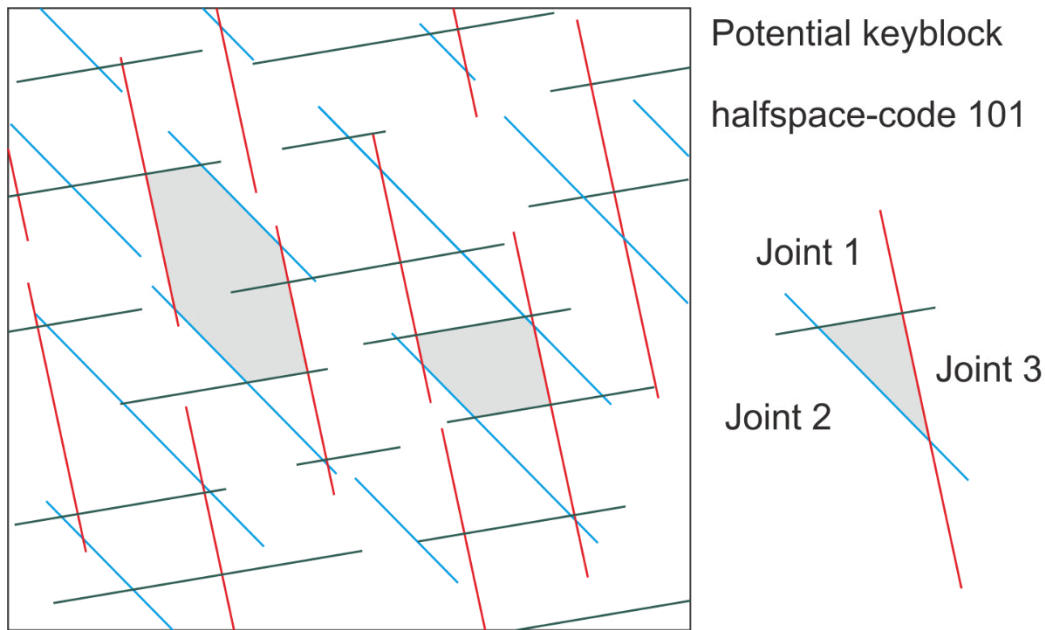 Potential keyblock
halfspace-code 101
Joint 1
Joint 3
Joint 2